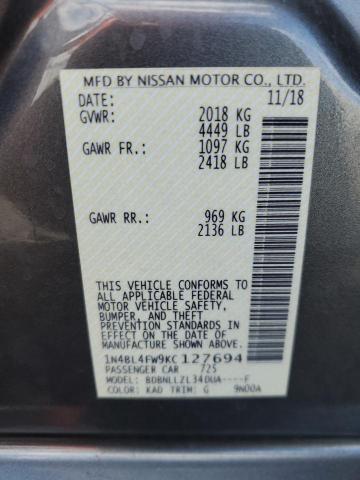 MFD BY NISSAN MOTOR CO., LTD.
DATE: 11/18
GVWR: 2018 KG
4449 LB
GAWR FR.: 1097 KG
2418 LB
GAWR RR.: 969 KG
2136 LB
THIS VEHICLE CONFORMS TO
ALL APPLICABLE FEDERAL
MOTOR VEHICLE SAFETY,
BUMPER, AND THEFT
PREVENTION STANDARDS
IN EFFECT ON THE DATE OF
MANUFACTURE SHOWN ABOVE.
1N4BL4FW9KC127694
PASSENGER CAR 725
MODEL: BDBNLLZL34DUA----F
COLOR: KAD TRIM: G 9N00A